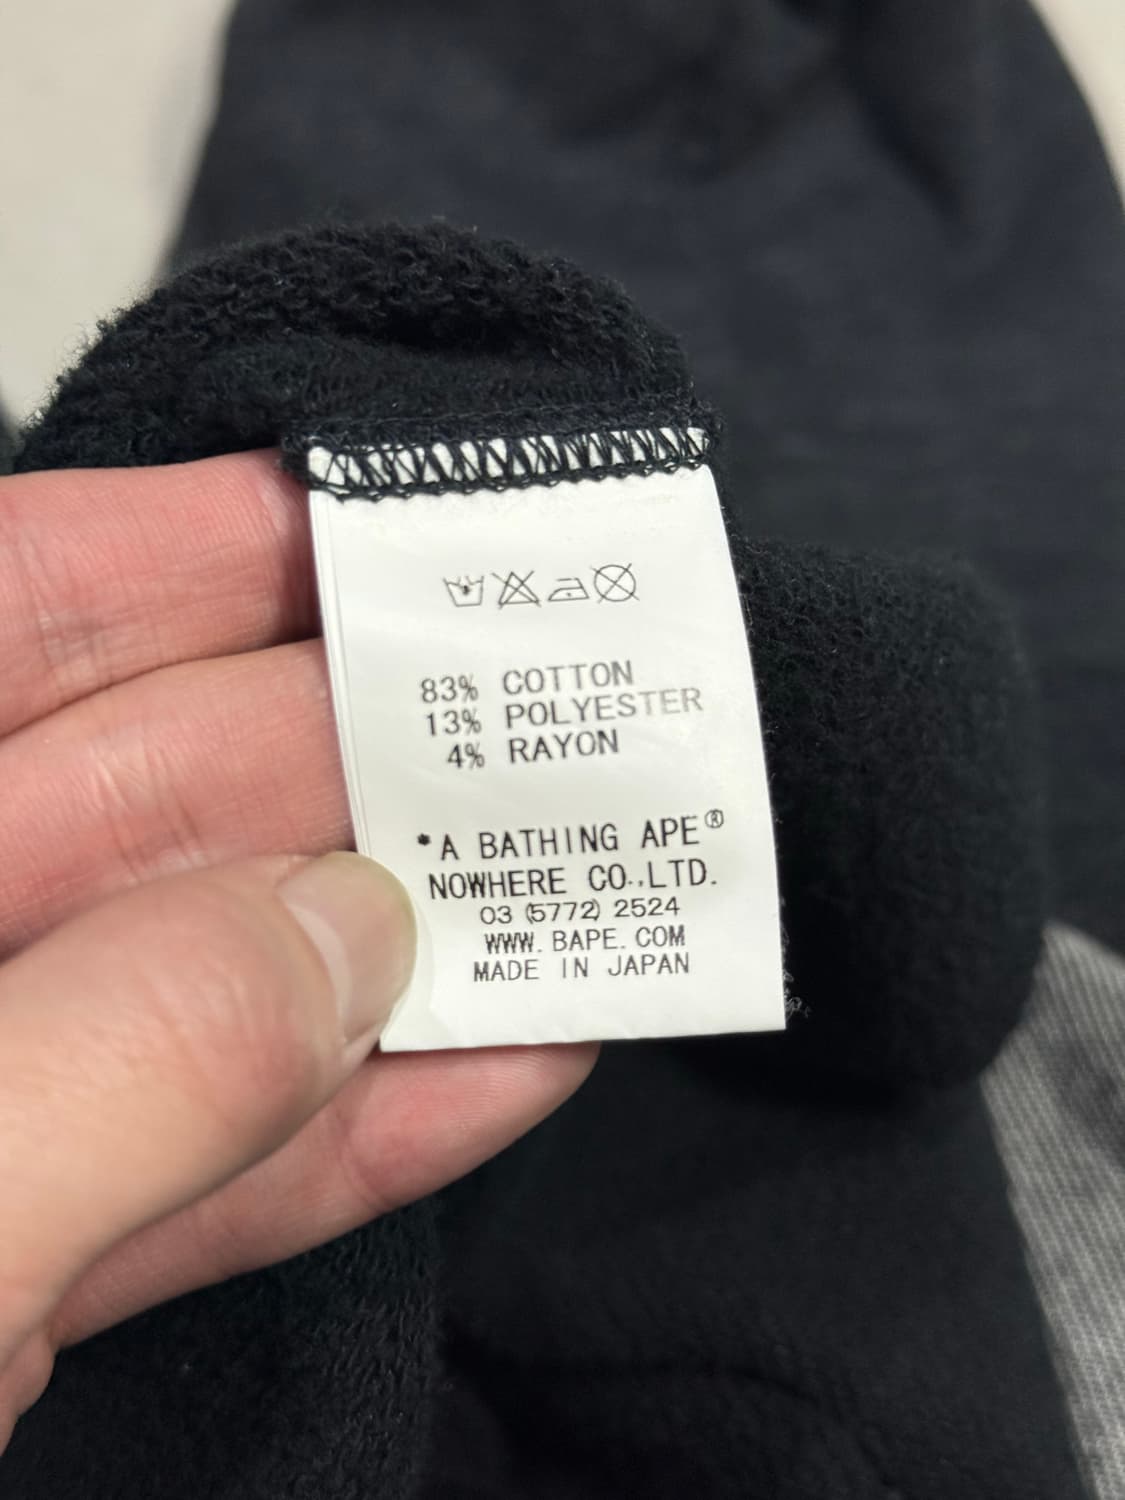 83% COTTON
13% POLYESTER
4% RAYON
*A BATHING APE®
NOWHERE CO.,LTD.
03 (5772) 2524
WWW.BAPE.COM
MADE IN JAPAN